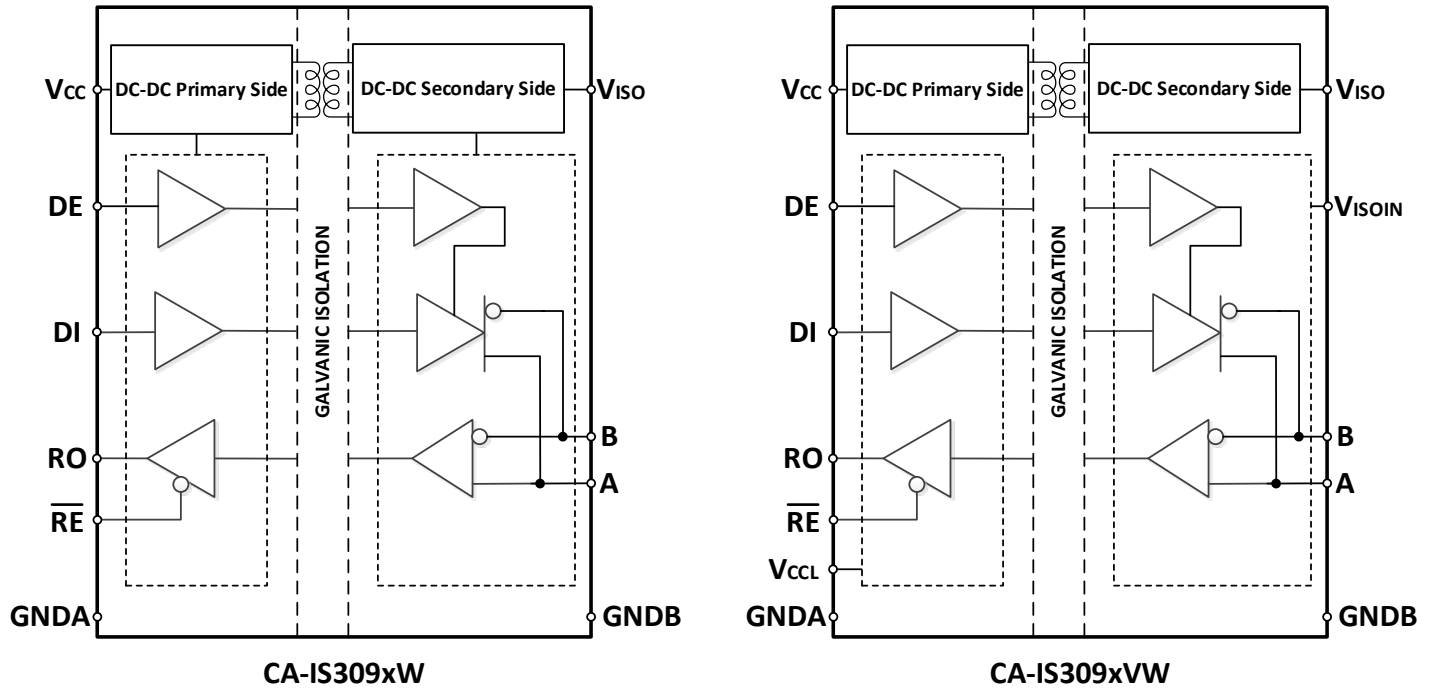 VCC
DC-DC Primary Side
DC-DC Secondary Side
VISO
DE
DI
GALVANIC ISOLATION
RO
RE
B
A
GNDA
GNDB
CA-IS309xW
VCC
DC-DC Primary Side
DC-DC Secondary Side
VISO
DE
VISOIN
DI
GALVANIC ISOLATION
RO
RE
VCCL
B
A
GNDA
GNDB
CA-IS309xVW